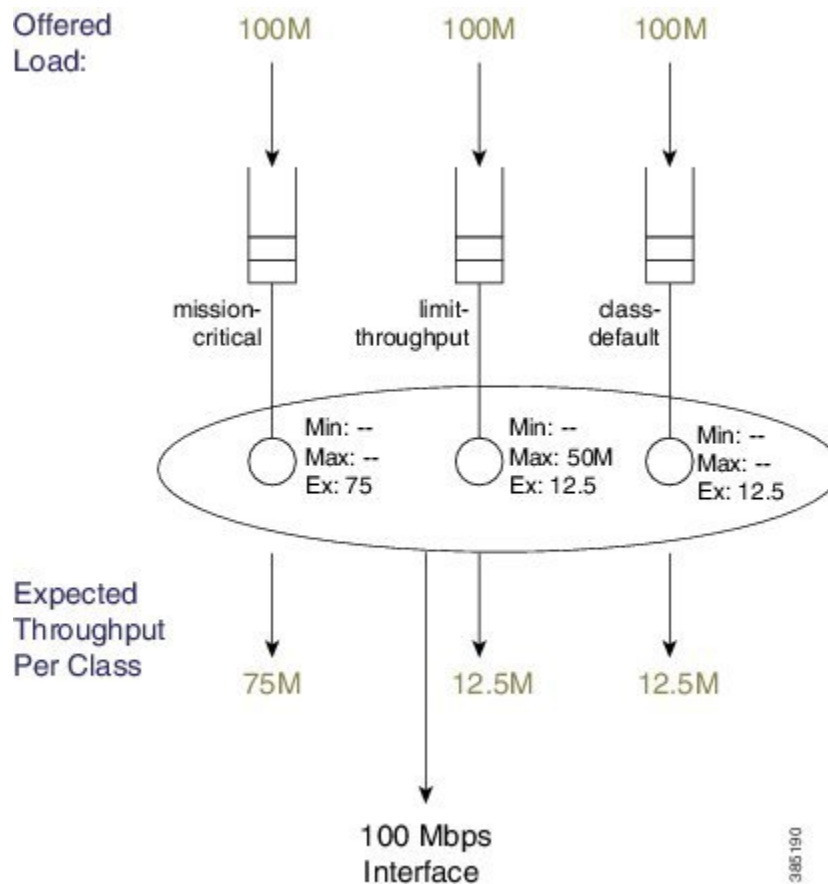 Offered
Load:
100M
100M
100M
mission-
critical
limit-
throughput
class-
default
Min: --
Max: --
Ex: 75
Min: --
Max: 50M
Ex: 12.5
Min: --
Max: --
Ex: 12.5
Expected
Throughput
Per Class
75M
12.5M
12.5M
100 Mbps
Interface
385190